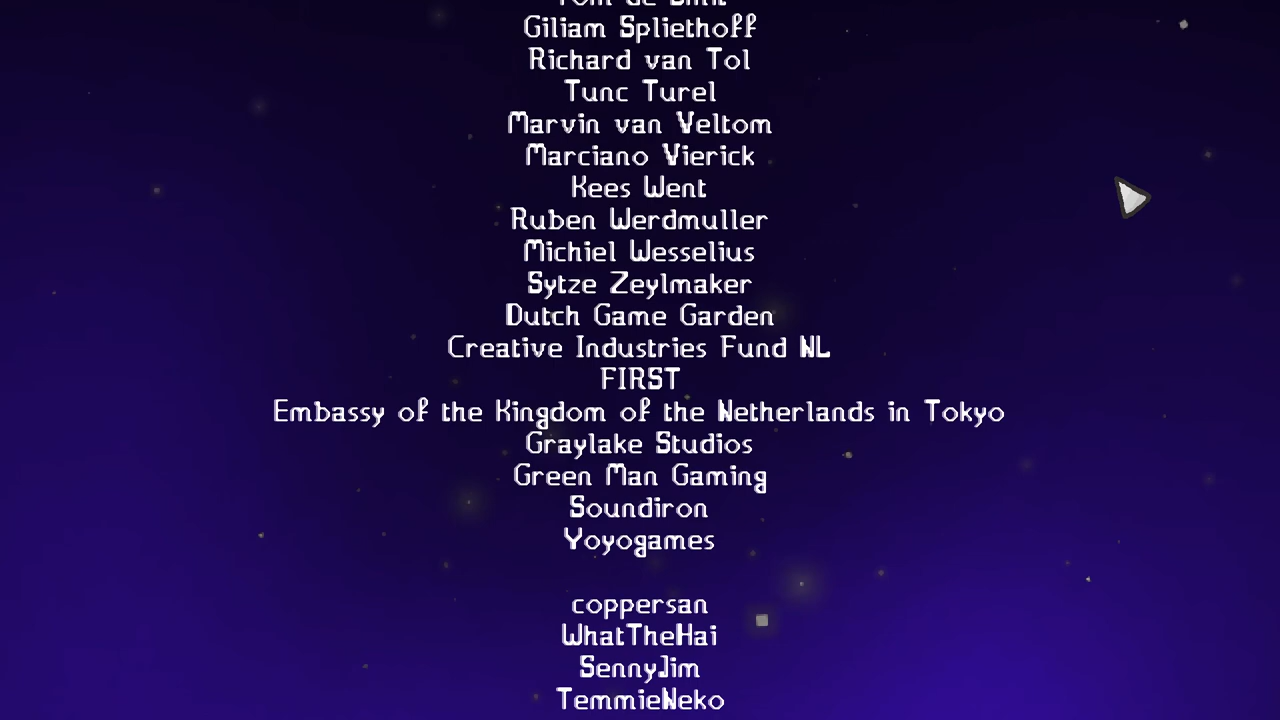 Giliam Spliethoff
Richard van Tol
Tunc Turel
Marvin van Veltom
Marciano Vierick
Kees Went
Ruben Werdmuller
Michiel Wesselius
Sytze Zeylmaker
Dutch Game Garden
Creative Industries Fund NL
FIRST
Embassy of the Kingdom of the Netherlands in Tokyo
Graylake Studios
Green Man Gaming
Soundiron
Yoyogames
coppersan
WhatTheHai
SennyJim
TemmieNeko